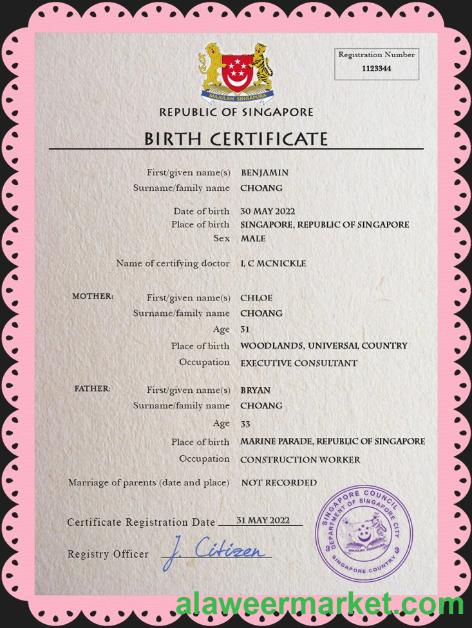 Registration Number
1123344
MAJULAH SINGAPURA
REPUBLIC OF SINGAPORE
BIRTH CERTIFICATE
First/given name(s) BENJAMIN
Surname/family name CHOANG
Date of birth 30 MAY 2022
Place of birth SINGAPORE, REPUBLIC OF SINGAPORE
Sex MALE
Name of certifying doctor I, C MCNICKLE
MOTHER: First/given name(s) CHLOE
Surname/family name CHOANG
Age 31
Place of birth WOODLANDS, UNIVERSAL COUNTRY
Occupation EXECUTIVE CONSULTANT
FATHER: First/given name(s) BRYAN
Surname/family name CHOANG
Age 33
Place of birth MARINE PARADE, REPUBLIC OF SINGAPORE
Occupation CONSTRUCTION WORKER
Marriage of parents (date and place) NOT RECORDED
Certificate Registration Date 31 MAY 2022
Registry Officer J. Citizen
SINGAPORE COUNCIL
DEPARTMENT OF SINGAPORE CITY
SINGAPORE COUNTRY
alaweermarket.com